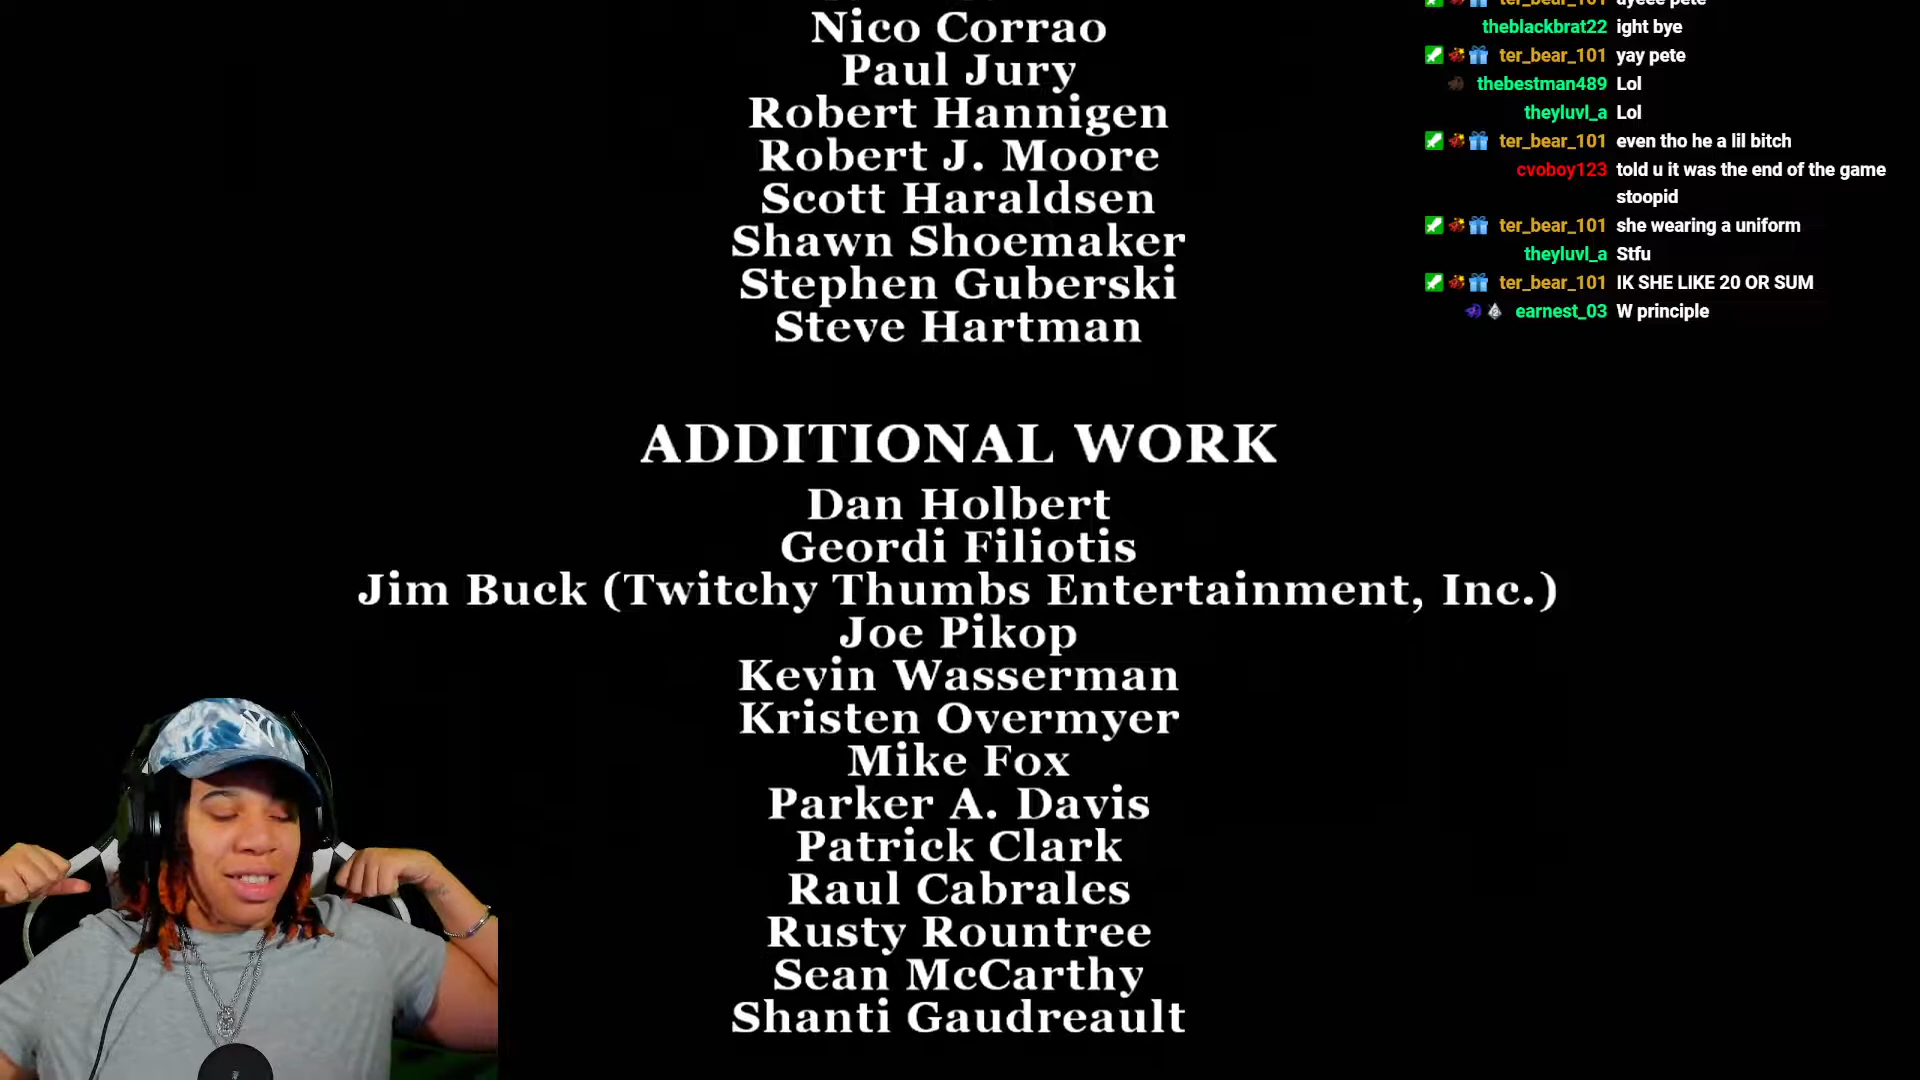 Nico Corrao
Paul Jury
Robert Hannigen
Robert J. Moore
Scott Haraldsen
Shawn Shoemaker
Stephen Guberski
Steve Hartman
ADDITIONAL WORK
Dan Holbert
Geordi Filiotis
Jim Buck (Twitchy Thumbs Entertainment, Inc.)
Joe Pikop
Kevin Wasserman
Kristen Overmyer
Mike Fox
Parker A. Davis
Patrick Clark
Raul Cabrales
Rusty Rountree
Sean McCarthy
Shanti Gaudreault
ter_bear_101 ayeee pete
theblackbrat22 ight bye
ter_bear_101 yay pete
thebestman489 Lol
theyluvl_a Lol
ter_bear_101 even tho he a lil bitch
cvoboy123 told u it was the end of the game
stoopid
ter_bear_101 she wearing a uniform
theyluvl_a Stfu
ter_bear_101 IK SHE LIKE 20 OR SUM
earnest_03 W principle